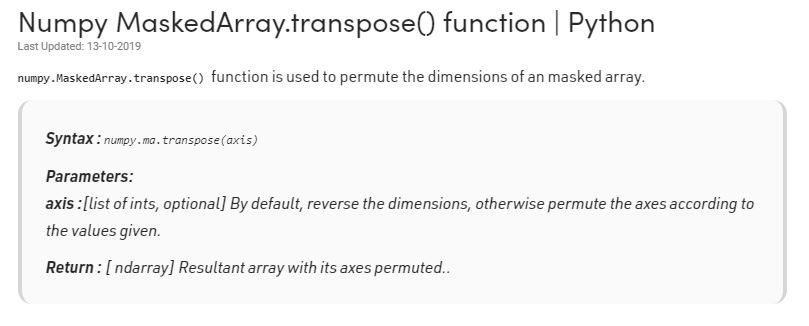 Numpy MaskedArray.transpose() function | Python
Last Updated: 13-10-2019
numpy.MaskedArray.transpose() function is used to permute the dimensions of an masked array.
Syntax : numpy.ma.transpose(axis)
Parameters:
axis :[list of ints, optional] By default, reverse the dimensions, otherwise permute the axes according to
the values given.
Return : [ ndarray] Resultant array with its axes permuted..